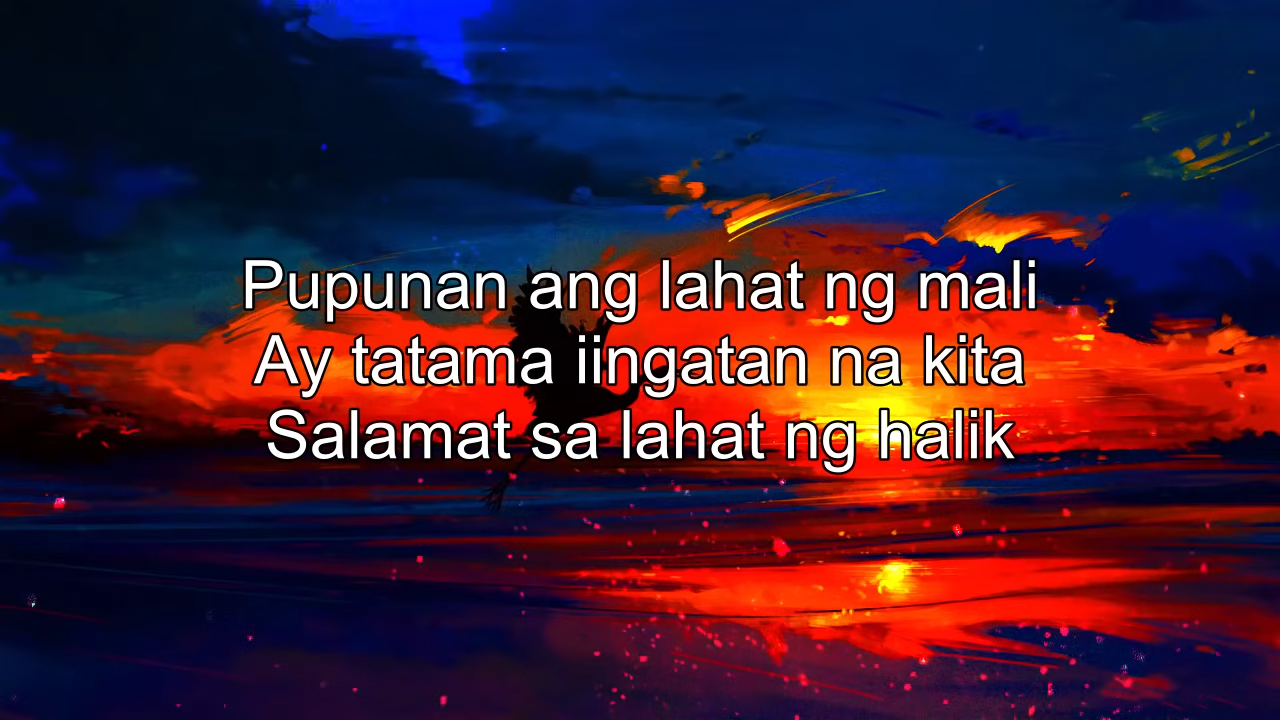 Pupunan ang lahat ng mali
Ay tatama iingatan na kita
Salamat sa lahat ng halik